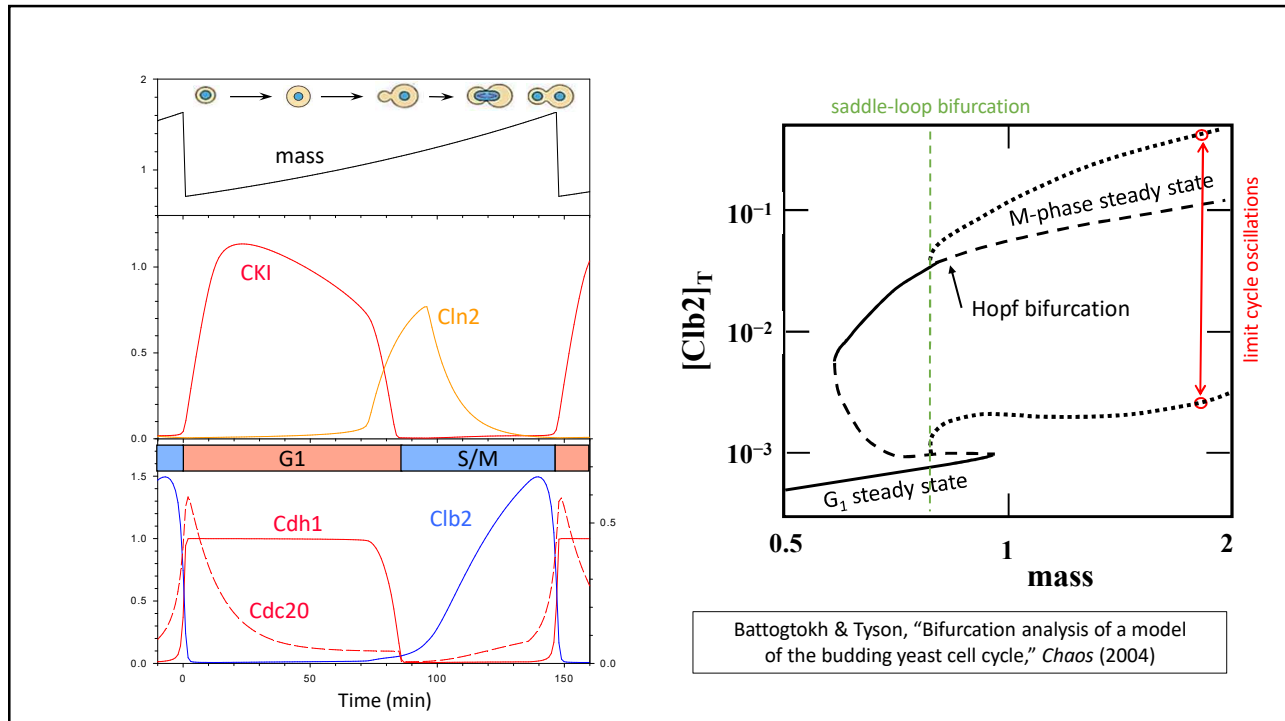 2
1
mass
1.0
0.5
0.0
CKI
Cln2
G1
S/M
1.5
1.0
0.5
0.0
0.5
0.0
Cdh1
Clb2
Cdc20
0
50
100
150
Time (min)
saddle-loop bifurcation
[Clb2]T
10–1
10–2
10–3
M-phase steady state
Hopf bifurcation
G1 steady state
limit cycle oscillations
0.5
1
2
mass
Battogtokh & Tyson, “Bifurcation analysis of a model
of the budding yeast cell cycle,” Chaos (2004)